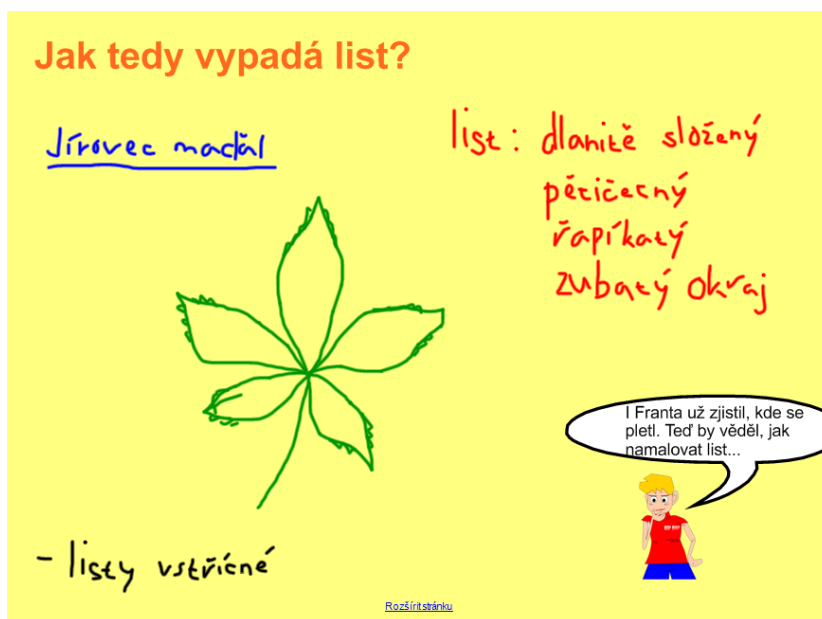 Jak tedy vypadá list?
Jírovec maďal
list: dlanitě složený
pětičetný
řapíkatý
zubatý okraj
I Franta už zjistil, kde se
pletl. Teď by věděl, jak
namaloval list...
- listy vstřícné
Rozšířit stránku